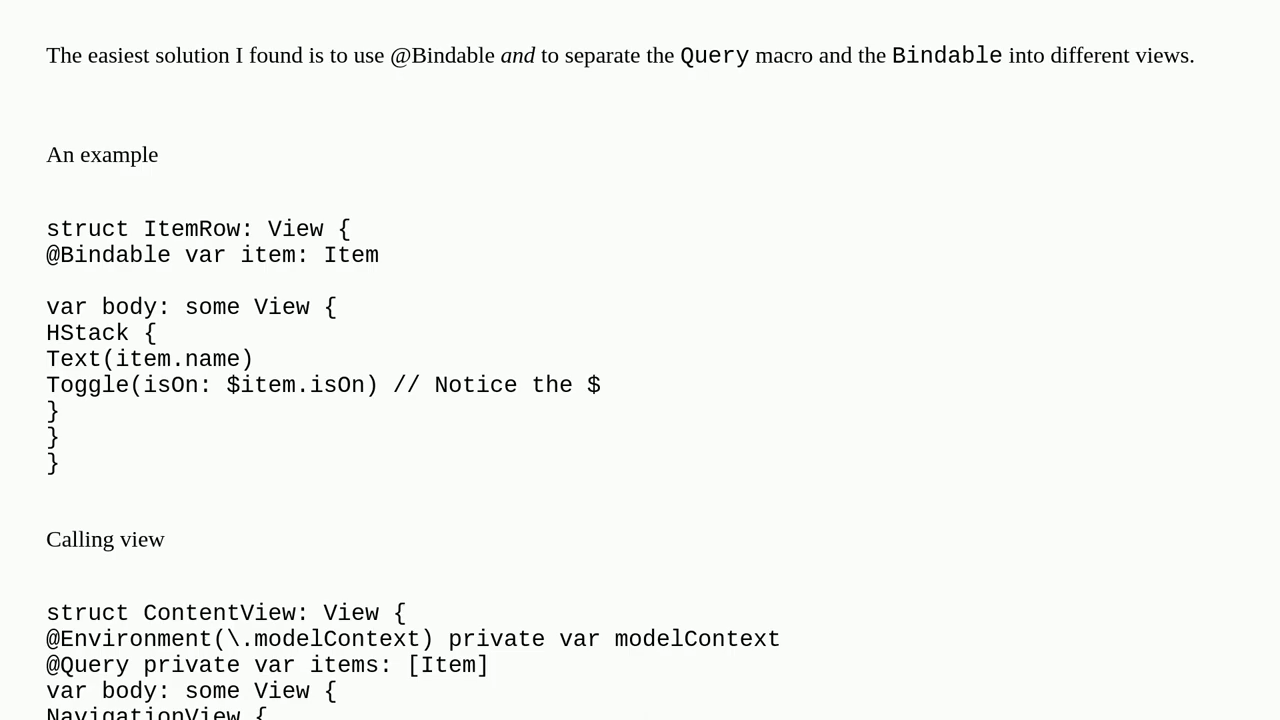 The easiest solution I found is to use @Bindable and to separate the Query macro and the Bindable into different views.
An example
struct ItemRow: View {
@Bindable var item: Item
var body: some View {
HStack {
Text(item.name)
Toggle(isOn: $item.isOn) // Notice the $
}
}
}
Calling view
struct ContentView: View {
@Environment(\.modelContext) private var modelContext
@Query private var items: [Item]
var body: some View {
NavigationView {